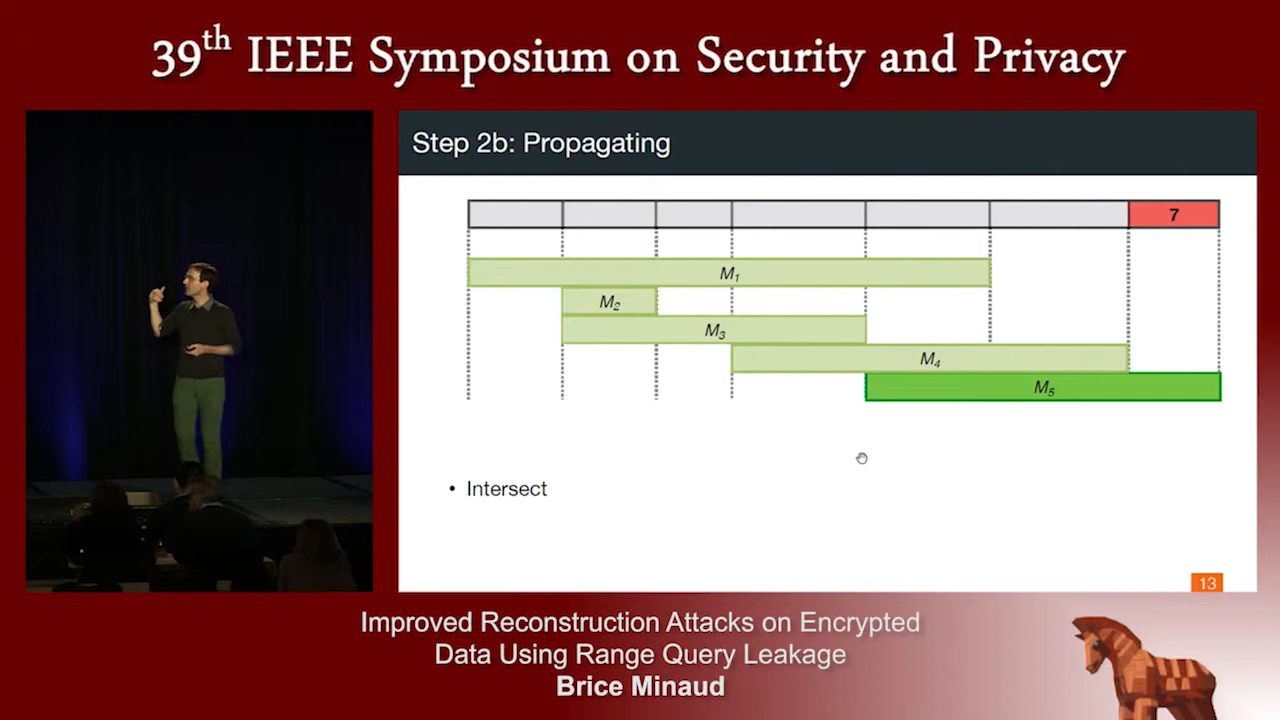 39th IEEE Symposium on Security and Privacy
Step 2b: Propagating
7
M1
M2
M3
M4
M5
• Intersect
13
Improved Reconstruction Attacks on Encrypted
Data Using Range Query Leakage
Brice Minaud